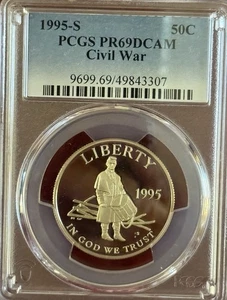 1995-S 50C
PCGS PR69DCAM
Civil War
9699.69/49843307
LIBERTY
1995
IN GOD WE TRUST